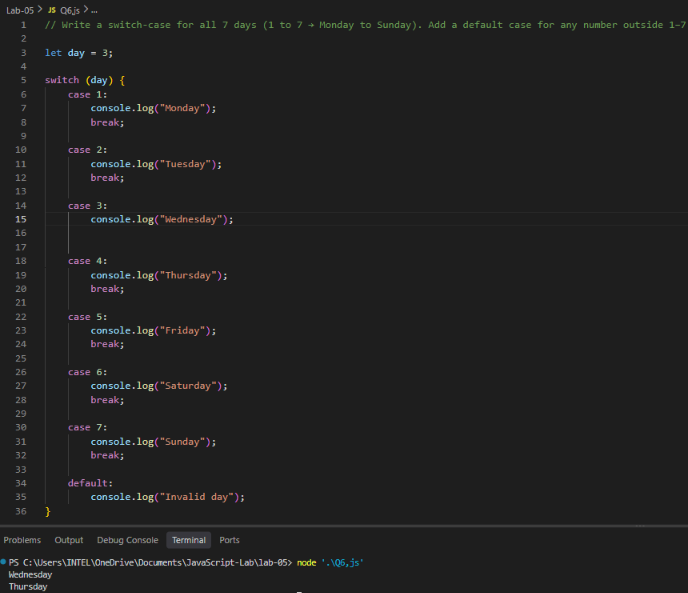 Lab-05 > JS Q6,js > ...
1 // Write a switch-case for all 7 days (1 to 7 → Monday to Sunday). Add a default case for any number outside 1–7
2
3 let day = 3;
4
5 switch (day) {
6 case 1:
7 console.log("Monday");
8 break;
9
10 case 2:
11 console.log("Tuesday");
12 break;
13
14 case 3:
15 console.log("Wednesday");
16
17
18 case 4:
19 console.log("Thursday");
20 break;
21
22 case 5:
23 console.log("Friday");
24 break;
25
26 case 6:
27 console.log("Saturday");
28 break;
29
30 case 7:
31 console.log("Sunday");
32 break;
33
34 default:
35 console.log("Invalid day");
36 }
Problems Output Debug Console Terminal Ports
PS C:\Users\INTEL\OneDrive\Documents\JavaScript-Lab\lab-05> node '.\Q6,js'
Wednesday
Thursday